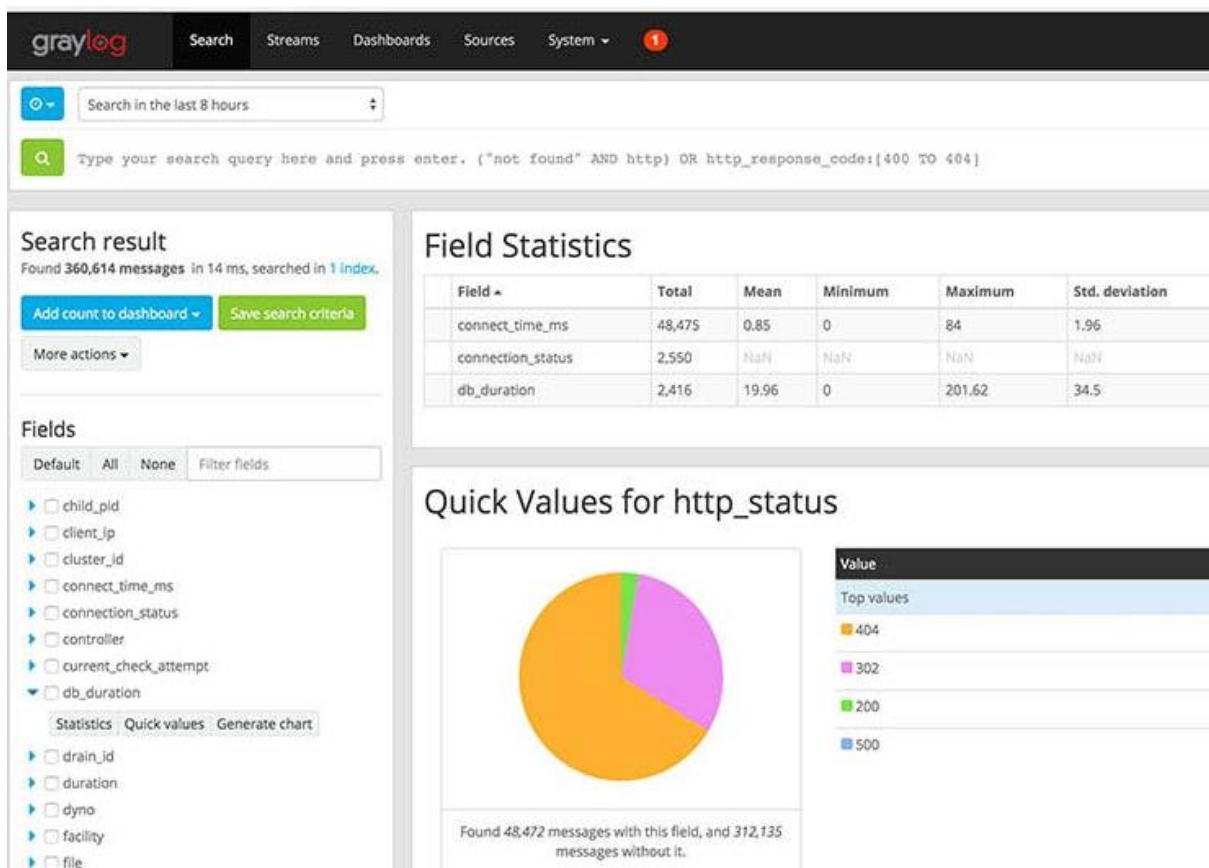 graylog Search Streams Dashboards Sources System 1
Search in the last 8 hours
Type your search query here and press enter. ("not found" AND http) OR http_response_code:[400 TO 404]
Search result
Found 360,614 messages in 14 ms, searched in 1 index.
Add count to dashboard Save search criteria
More actions
Fields
Default All None Filter fields
child_pid
client_ip
cluster_id
connect_time_ms
connection_status
controller
current_check_attempt
db_duration
Statistics Quick values Generate chart
drain_id
duration
dyno
facility
file
Field Statistics
Field Total Mean Minimum Maximum Std. deviation
connect_time_ms 48,475 0.85 0 84 1.96
connection_status 2,550 NaN NaN NaN NaN
db_duration 2,416 19.96 0 201.62 34.5
Quick Values for http_status
Found 48,472 messages with this field, and 312,135
messages without it.
Value
Top values
404
302
200
500